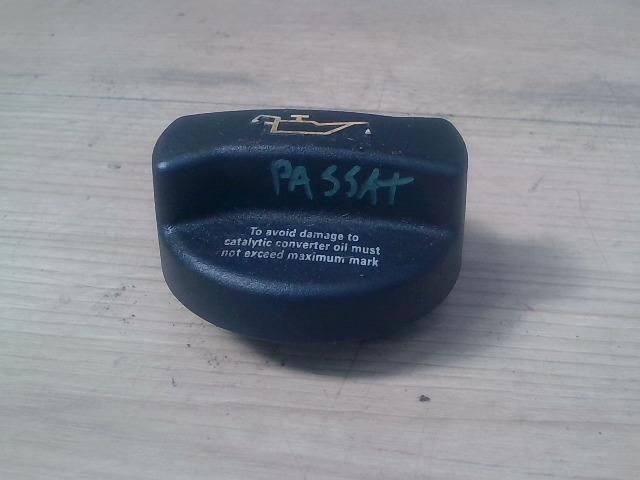 PASSAt
To avoid damage to
catalytic converter oil must
not exceed maximum mark